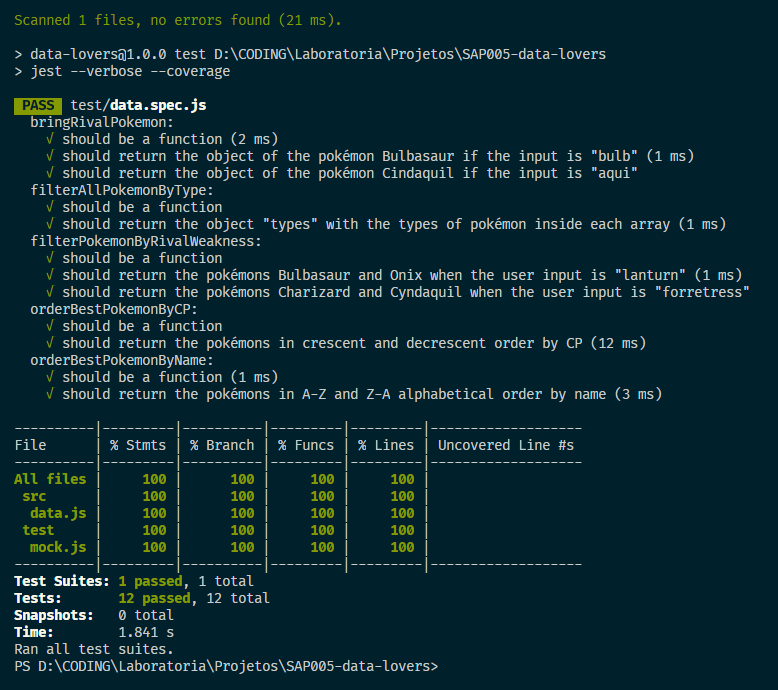 Scanned 1 files, no errors found (21 ms).
> data-lovers@1.0.0 test D:\CODING\Laboratoria\Projetos\SAP005-data-lovers
> jest --verbose --coverage
PASS test/data.spec.js
bringRivalPokemon:
√ should be a function (2 ms)
√ should return the object of the pokémon Bulbasaur if the input is "bulb" (1 ms)
√ should return the object of the pokémon Cindaquil if the input is "aqui"
filterAllPokemonByType:
√ should be a function
√ should return the object "types" with the types of pokémon inside each array (1 ms)
filterPokemonByRivalWeakness:
√ should be a function
√ should return the pokémons Bulbasaur and Onix when the user input is "lanturn" (1 ms)
√ should return the pokémons Charizard and Cyndaquil when the user input is "forretress"
orderBestPokemonByCP:
√ should be a function
√ should return the pokémons in crescent and decrescent order by CP (12 ms)
orderBestPokemonByName:
√ should be a function (1 ms)
√ should return the pokémons in A-Z and Z-A alphabetical order by name (3 ms)
----------|---------|----------|---------|---------|-------------------
File      | % Stmts | % Branch | % Funcs | % Lines | Uncovered Line #s
----------|---------|----------|---------|---------|-------------------
All files |     100 |      100 |     100 |     100 |
 src      |     100 |      100 |     100 |     100 |
  data.js |     100 |      100 |     100 |     100 |
 test     |     100 |      100 |     100 |     100 |
  mock.js |     100 |      100 |     100 |     100 |
----------|---------|----------|---------|---------|-------------------
Test Suites: 1 passed, 1 total
Tests:       12 passed, 12 total
Snapshots:   0 total
Time:        1.841 s
Ran all test suites.
PS D:\CODING\Laboratoria\Projetos\SAP005-data-lovers>